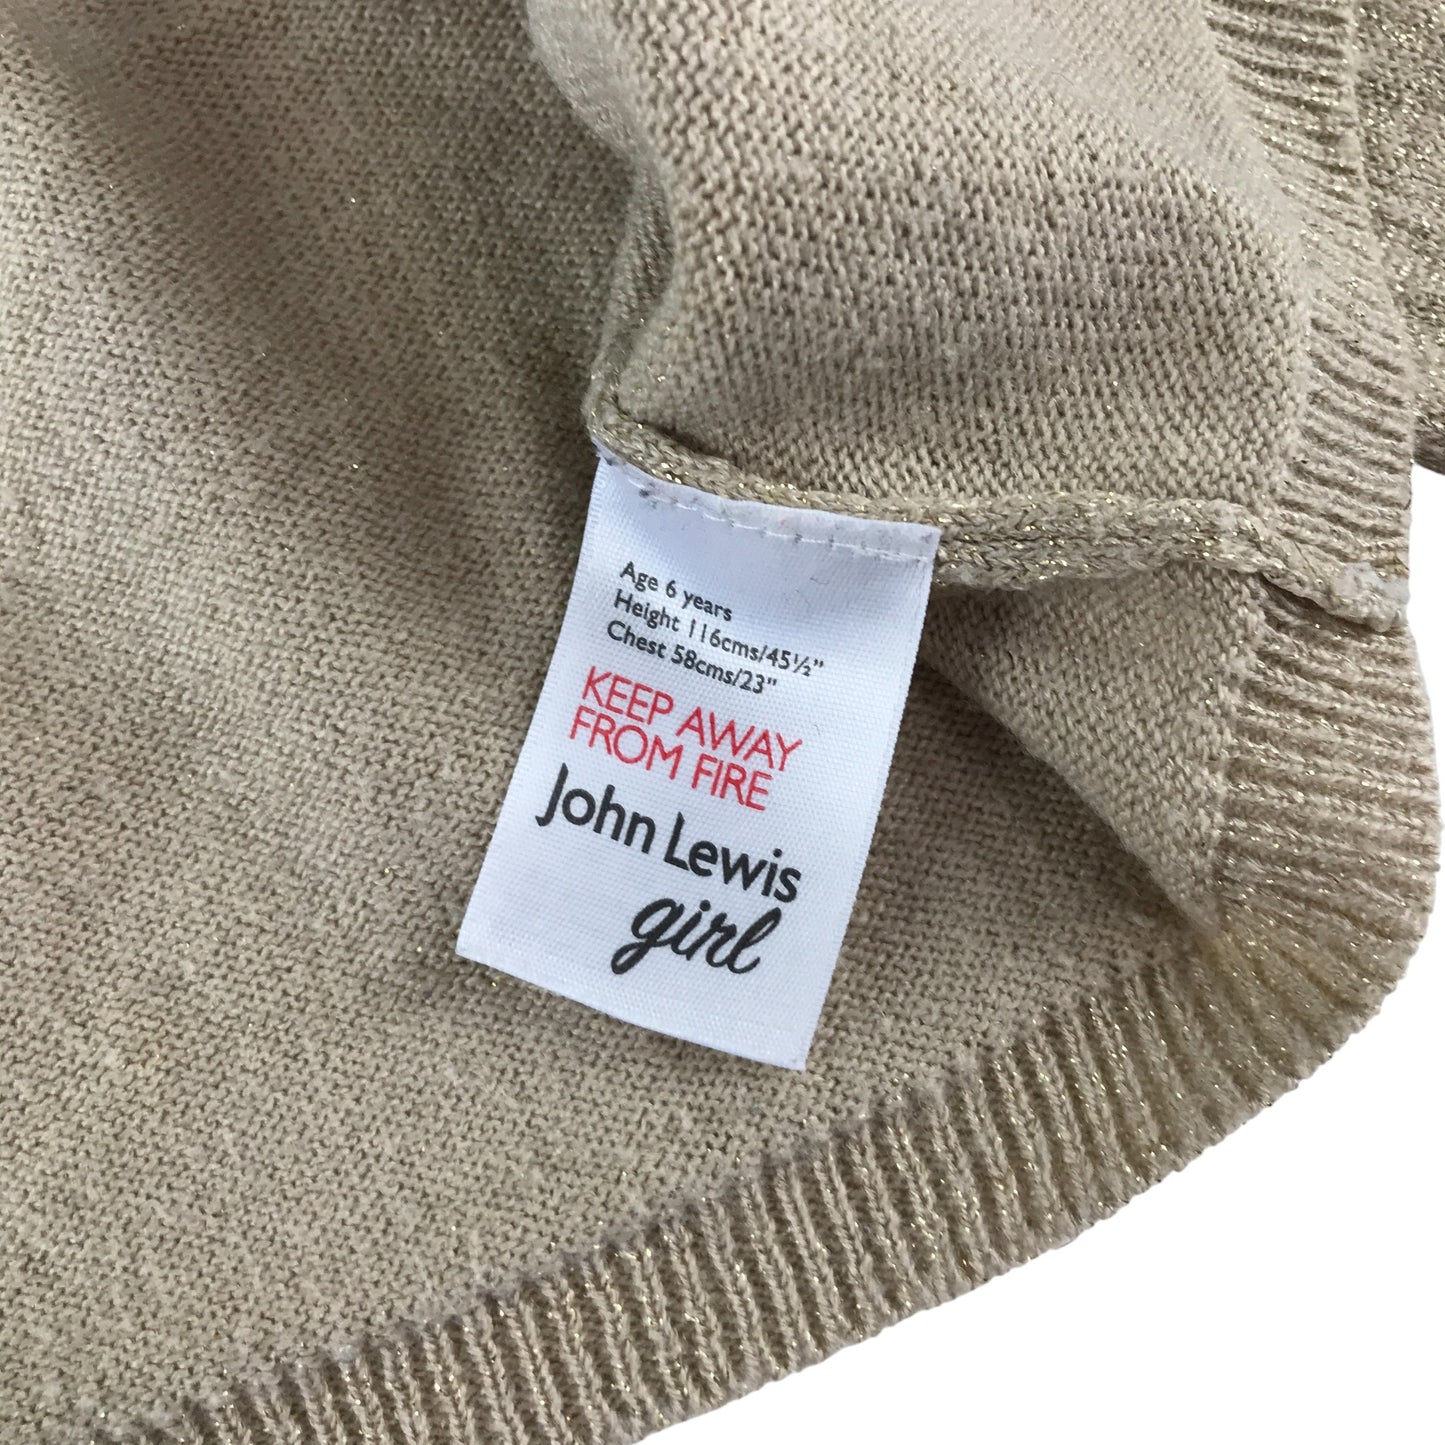 Age 6 years
Height 116cms/45½"
Chest 58cms/23"
KEEP AWAY
FROM FIRE
John Lewis
girl